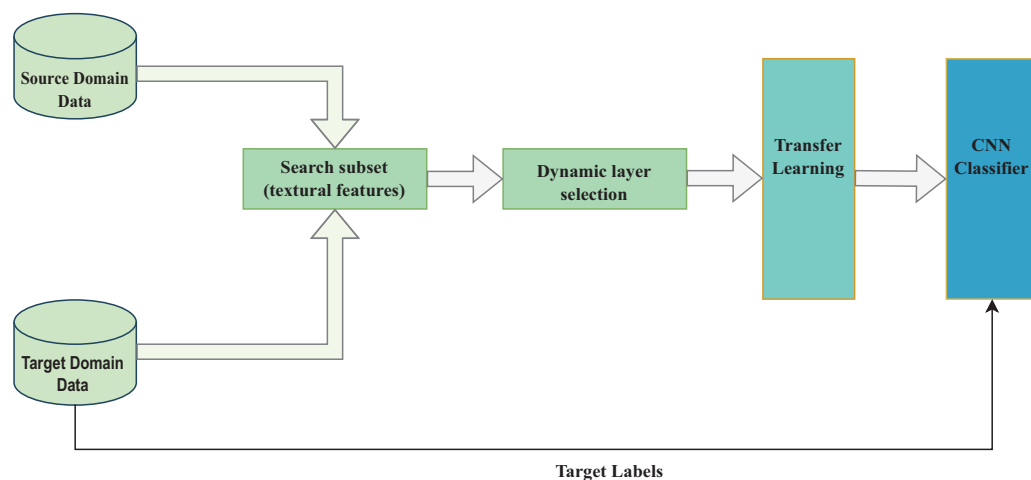 Source Domain
Data
Search subset
(textural features)
Dynamic layer
selection
Transfer
Learning
CNN
Classifier
Target Domain
Data
Target Labels